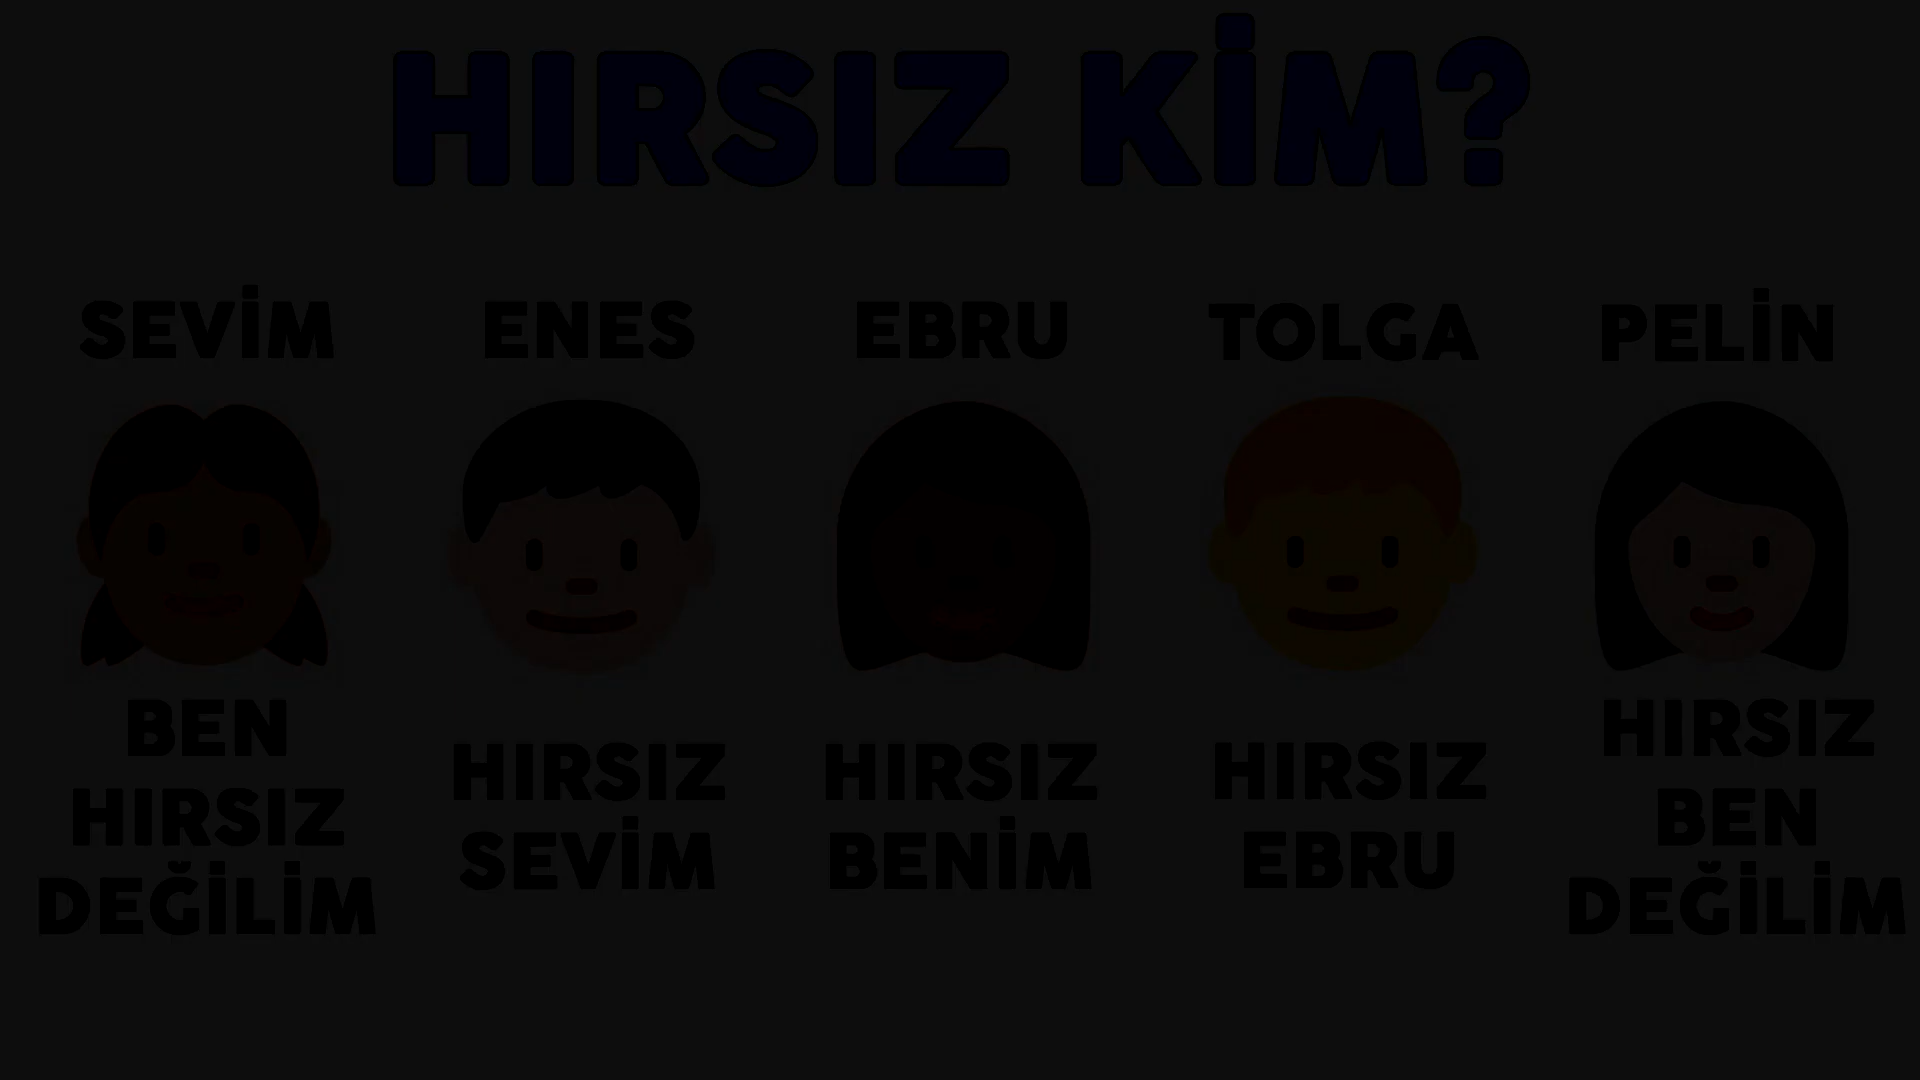 HIRSIZ KİM?
SEVİM
ENES
EBRU
TOLGA
PELİN
BEN
HIRSIZ
DEĞİLİM
HIRSIZ
SEVİM
HIRSIZ
BENİM
HIRSIZ
EBRU
HIRSIZ
BEN
DEĞİLİM